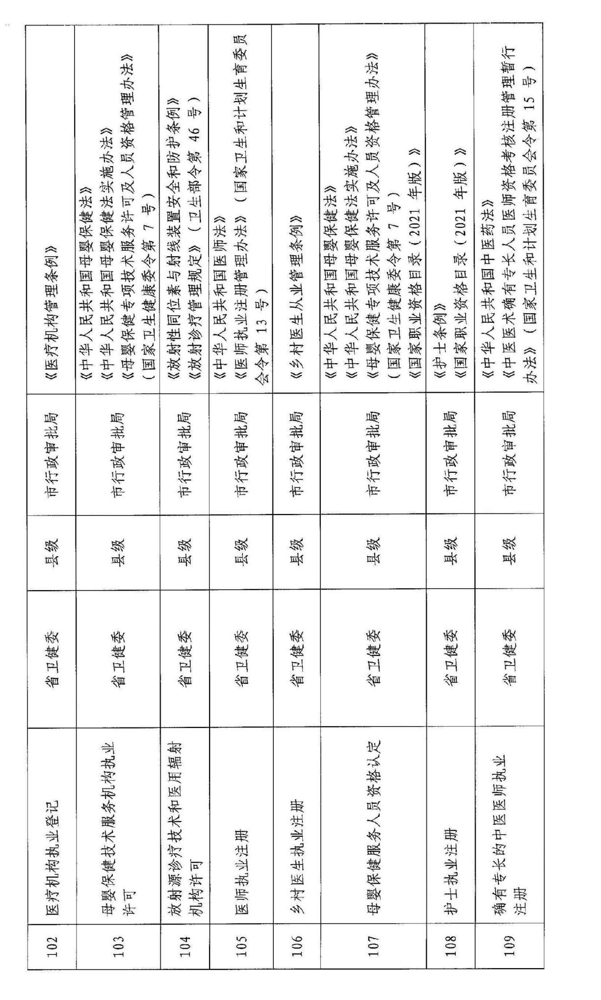 102
医疗机构执业登记
省卫健委
县级
市行政审批局
《医疗机构管理条例》
103
母婴保健技术服务机构执业
许可
省卫健委
县级
市行政审批局
《中华人民共和国母婴保健法》
《中华人民共和国母婴保健法实施办法》
《母婴保健专项技术服务许可及人员资格管理办法》
（国家卫生健康委令第 7 号）
104
放射源诊疗技术和医用辐射
机构许可
省卫健委
县级
市行政审批局
《放射性同位素与射线装置安全和防护条例》
《放射诊疗管理规定》（卫生部令第 46 号）
105
医师执业注册
省卫健委
县级
市行政审批局
《中华人民共和国医师法》
《医师执业注册管理办法》（国家卫生和计划生育委员
会令第 13 号）
106
乡村医生执业注册
省卫健委
县级
市行政审批局
《乡村医生从业管理条例》
107
母婴保健服务人员资格认定
省卫健委
县级
市行政审批局
《中华人民共和国母婴保健法》
《中华人民共和国母婴保健法实施办法》
《母婴保健专项技术服务许可及人员资格管理办法》
（国家卫生健康委令第 7 号）
《国家职业资格目录（2021 年版）》
108
护士执业注册
省卫健委
县级
市行政审批局
《护士条例》
《国家职业资格目录（2021 年版）》
109
确有专长的中医医师执业
注册
省卫健委
县级
市行政审批局
《中华人民共和国中医药法》
《中医医术确有专长人员医师资格考核注册管理暂行
办法》（国家卫生和计划生育委员会令第 15 号）